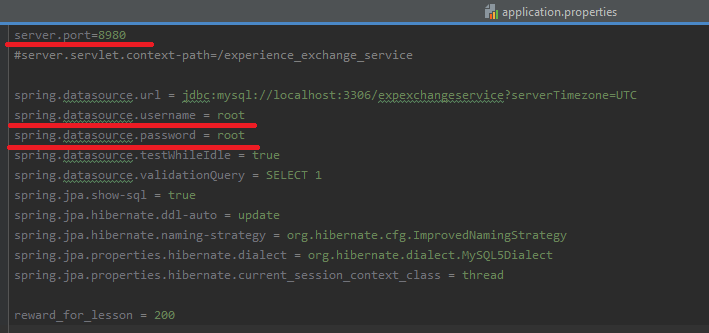 application.properties
server.port=8980
#server.servlet.context-path=/experience_exchange_service
spring.datasource.url = jdbc:mysql://localhost:3306/expexchangeservice?serverTimezone=UTC
spring.datasource.username = root
spring.datasource.password = root
spring.datasource.testWhileIdle = true
spring.datasource.validationQuery = SELECT 1
spring.jpa.show-sql = true
spring.jpa.hibernate.ddl-auto = update
spring.jpa.hibernate.naming-strategy = org.hibernate.cfg.ImprovedNamingStrategy
spring.jpa.properties.hibernate.dialect = org.hibernate.dialect.MySQL5Dialect
spring.jpa.properties.hibernate.current_session_context_class = thread
reward_for_lesson = 200